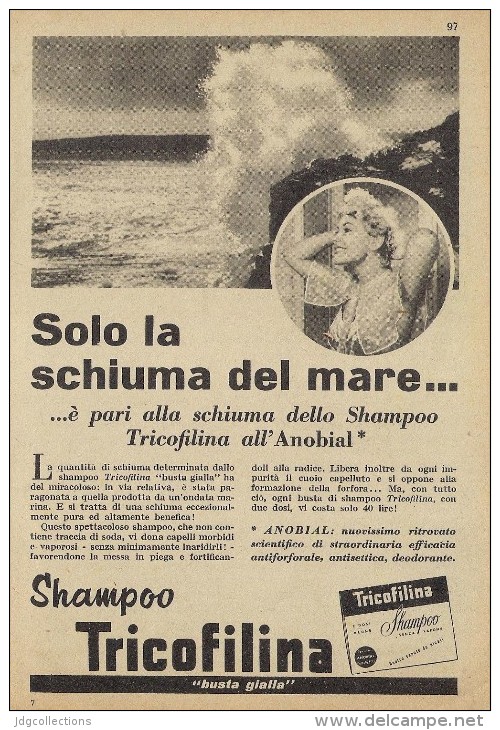 97
Solo la
schiuma del mare...
...è pari alla schiuma dello Shampoo
Tricofilina all'Anobial*
La quantità di schiuma determinata dallo
shampoo Tricofilina "busta gialla" ha
del miracoloso: in via relativa, è stata pa-
ragonata a quella prodotta da un'ondata ma-
rina. E si tratta di una schiuma eccezional-
mente pura ed altamente benefica!
Questo spettacoloso shampoo, che non con-
tiene traccia di soda, vi dona capelli morbidi
e vaporosi - senza minimamente inaridirli! -
favorendone la messa in piega e fortifican-
doli alla radice. Libera inoltre da ogni im-
purità il cuoio capelluto e si oppone alla
formazione della forfora... Ma, con tutto
ciò, ogni busta di shampoo Tricofilina, con
due dosi, vi costa solo 40 lire!
* ANOBIAL: nuovissimo ritrovato
scientifico di straordinaria efficacia
antiforforale, antisettica, deodorante.
Shampoo
Tricofilina
"busta gialla"
Tricofilina
Shampoo
SENZA SAPONE
7
jdgcollections
delcampe.net